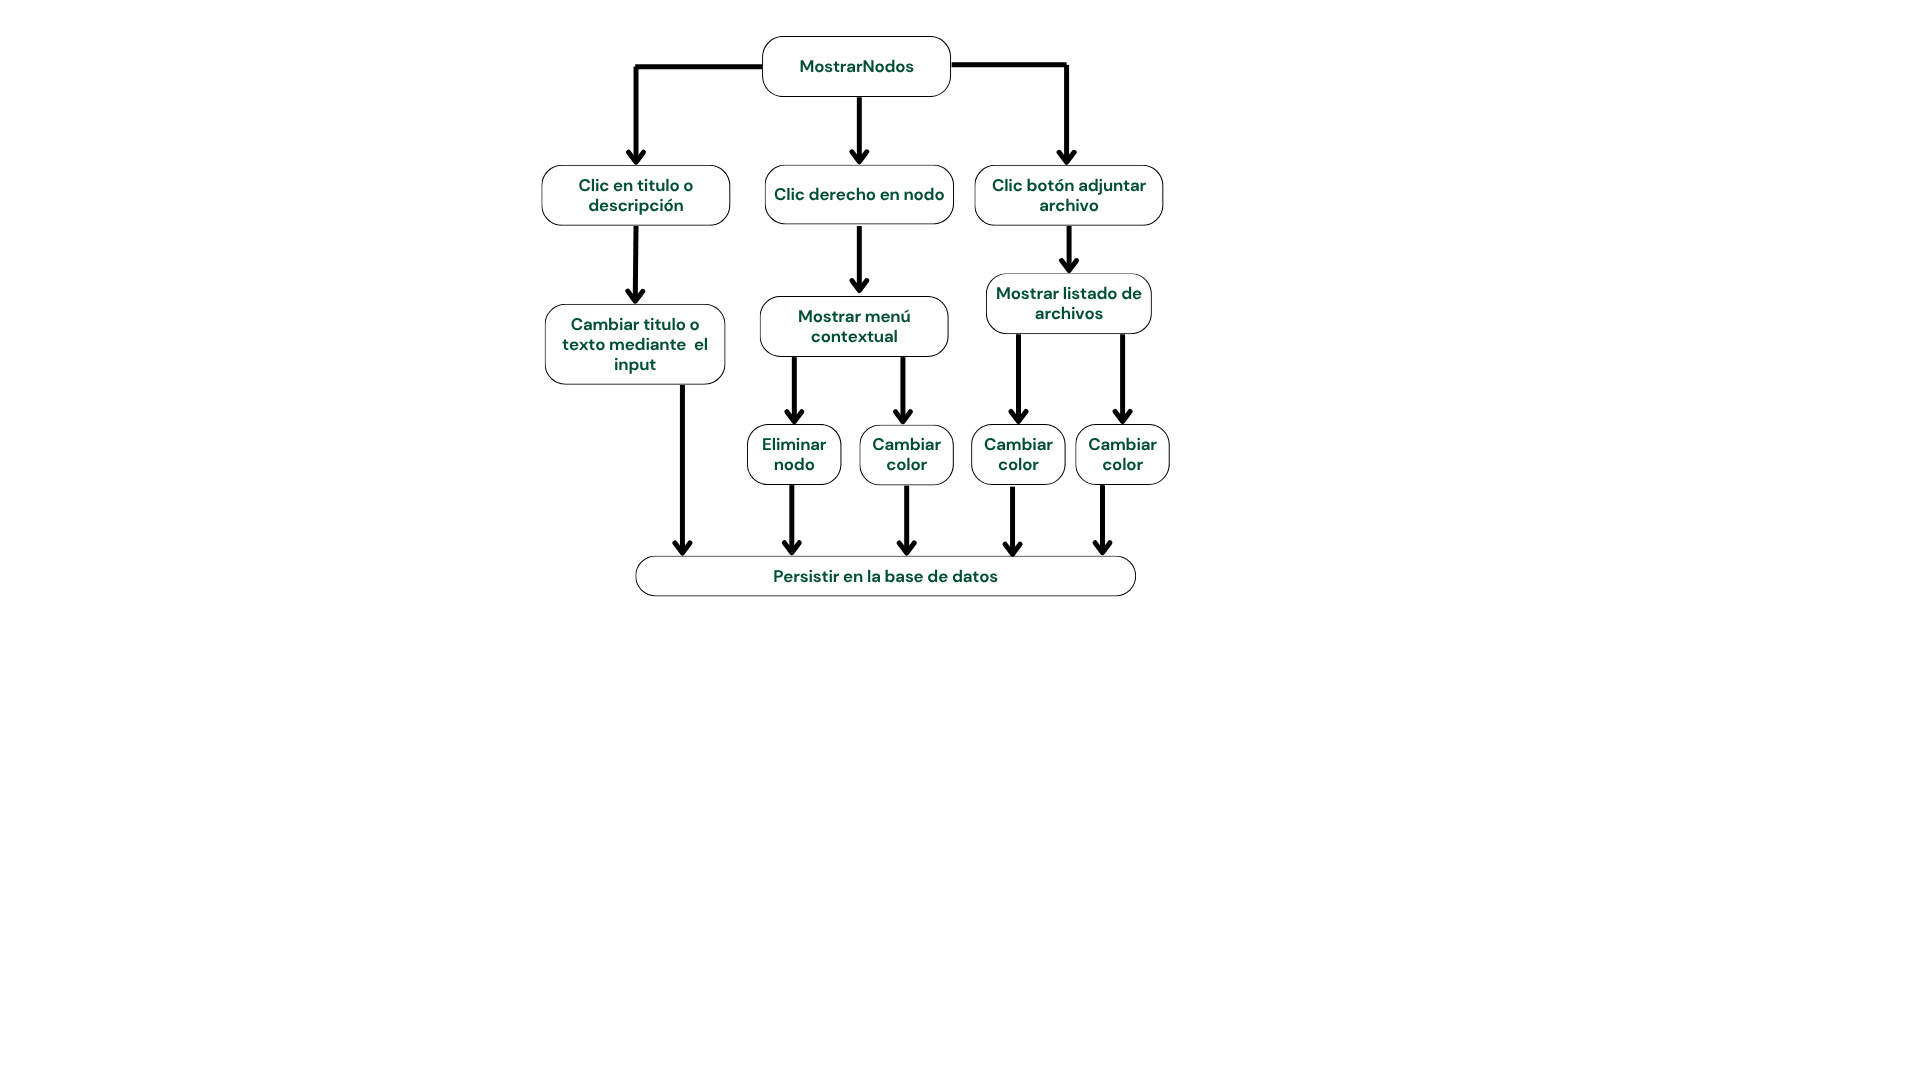 MostrarNodos
Clic en titulo o
descripción
Clic derecho en nodo
Clic botón adjuntar
archivo
Mostrar listado de
archivos
Mostrar menú
contextual
Cambiar titulo o
texto mediante  el
input
Eliminar
nodo
Cambiar
color
Cambiar
color
Cambiar
color
Persistir en la base de datos